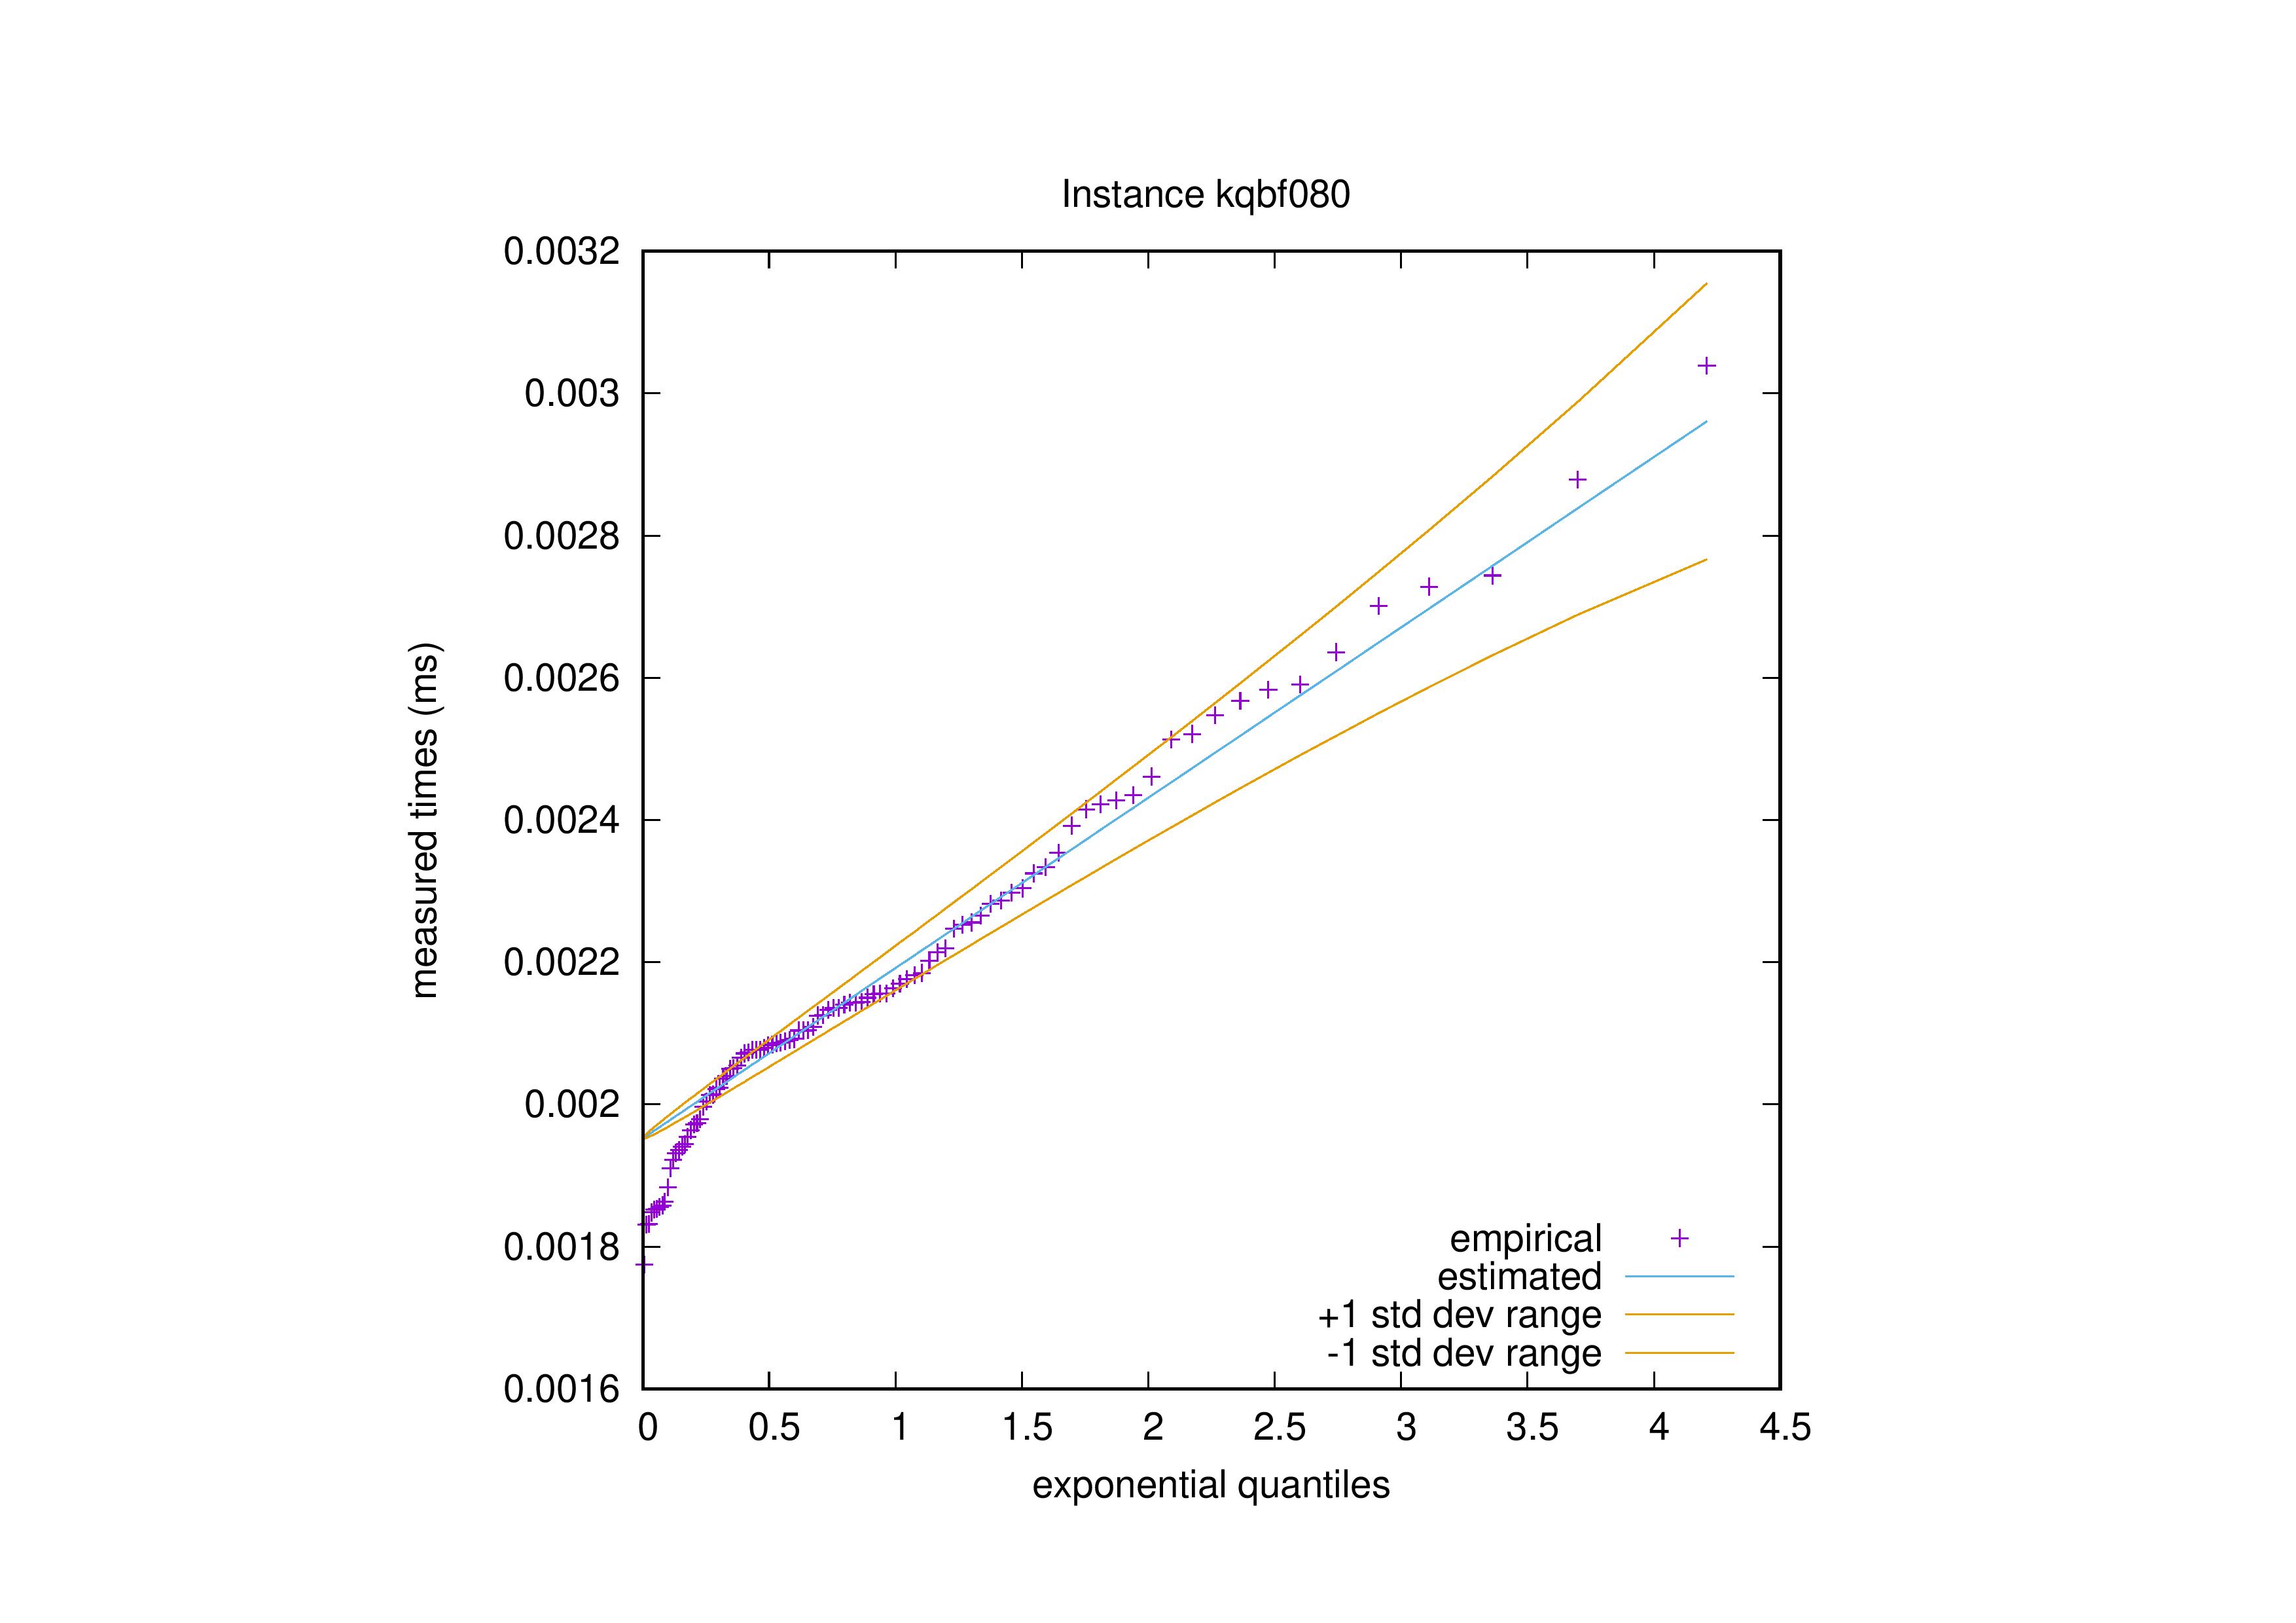 Instance kqbf080
0.0032
0.003
0.0028
0.0026
0.0024
0.0022
0.002
0.0018
0.0016
measured times (ms)
empirical
estimated
+1 std dev range
-1 std dev range
0 0.5 1 1.5 2 2.5 3 3.5 4 4.5
exponential quantiles